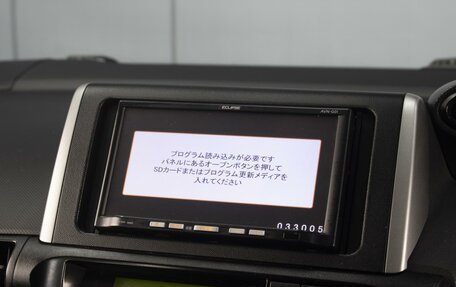 ECLIPSE
プログラム読み込みが必要です
パネルにあるオープンボタンを押して
SDカードまたはプログラム更新メディアを
入れてください
033005